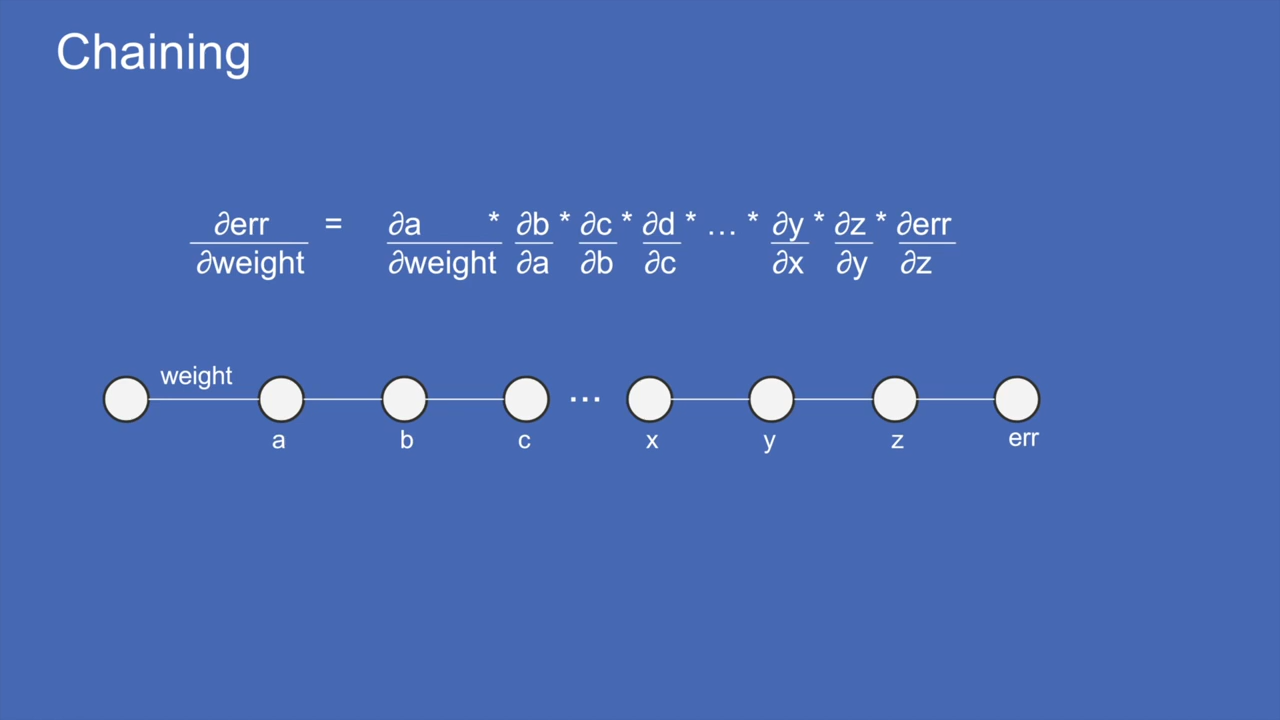 Chaining
∂err = ∂a * ∂b * ∂c * ∂d * … * ∂y * ∂z * ∂err
∂weight ∂weight ∂a ∂b ∂c ∂x ∂y ∂z
weight
...
a b c x y z err